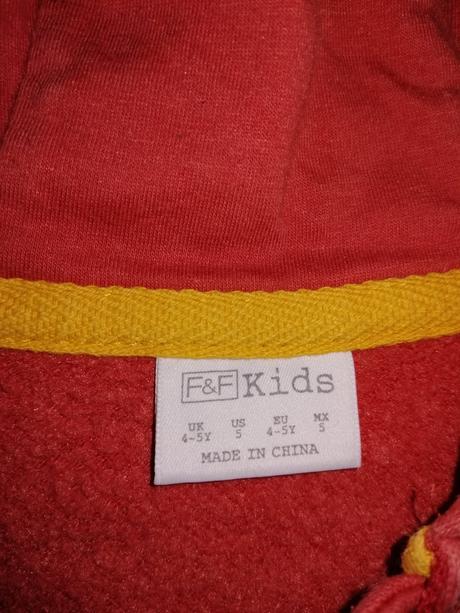 F&F Kids
UK US EU MX
4-5Y 5 4-5Y 5
MADE IN CHINA